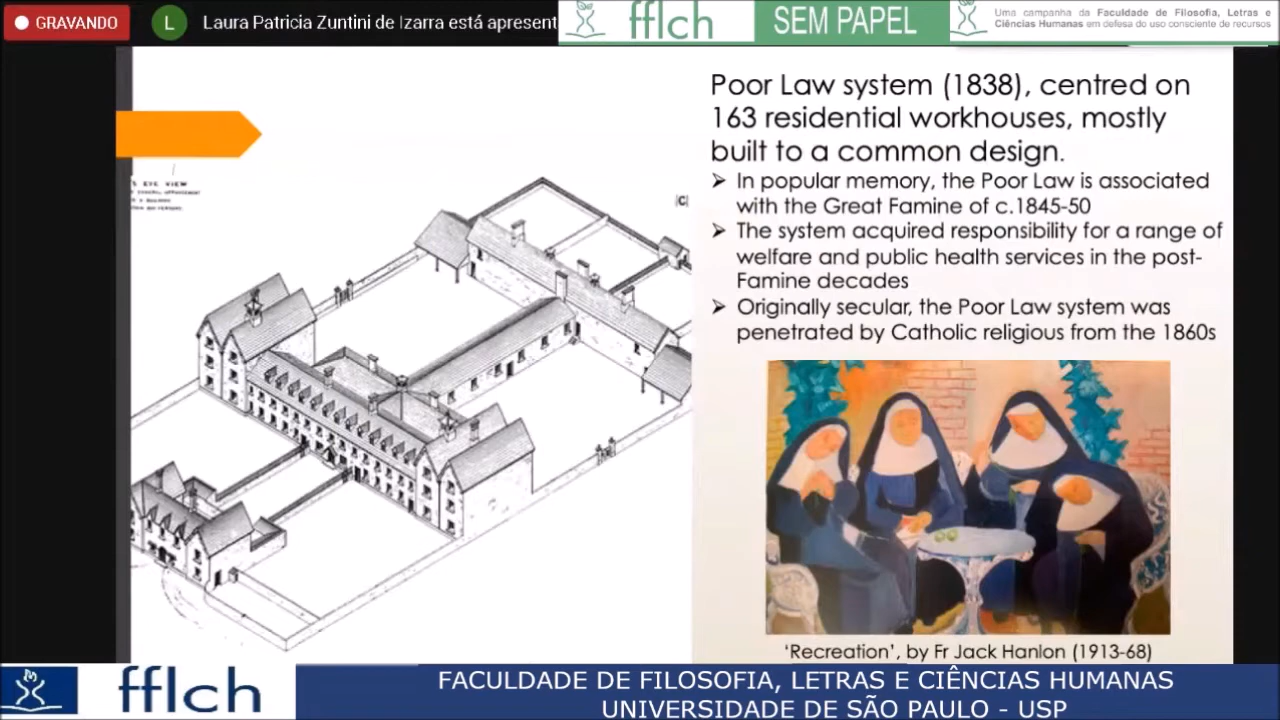 GRAVANDO
L
Laura Patricia Zuntini de Izarra está apresent
fflch
SEM PAPEL
Uma campanha da Faculdade de Filosofia, Letras e
Ciências Humanas em defesa do uso consciente de recursos
Poor Law system (1838), centred on
163 residential workhouses, mostly
built to a common design.
In popular memory, the Poor Law is associated
with the Great Famine of c.1845-50
The system acquired responsibility for a range of
welfare and public health services in the post-
Famine decades
Originally secular, the Poor Law system was
penetrated by Catholic religious from the 1860s
S EYE VIEW
|C|
'Recreation', by Fr Jack Hanlon (1913-68)
fflch
FACULDADE DE FILOSOFIA, LETRAS E CIÊNCIAS HUMANAS
UNIVERSIDADE DE SÃO PAULO - USP